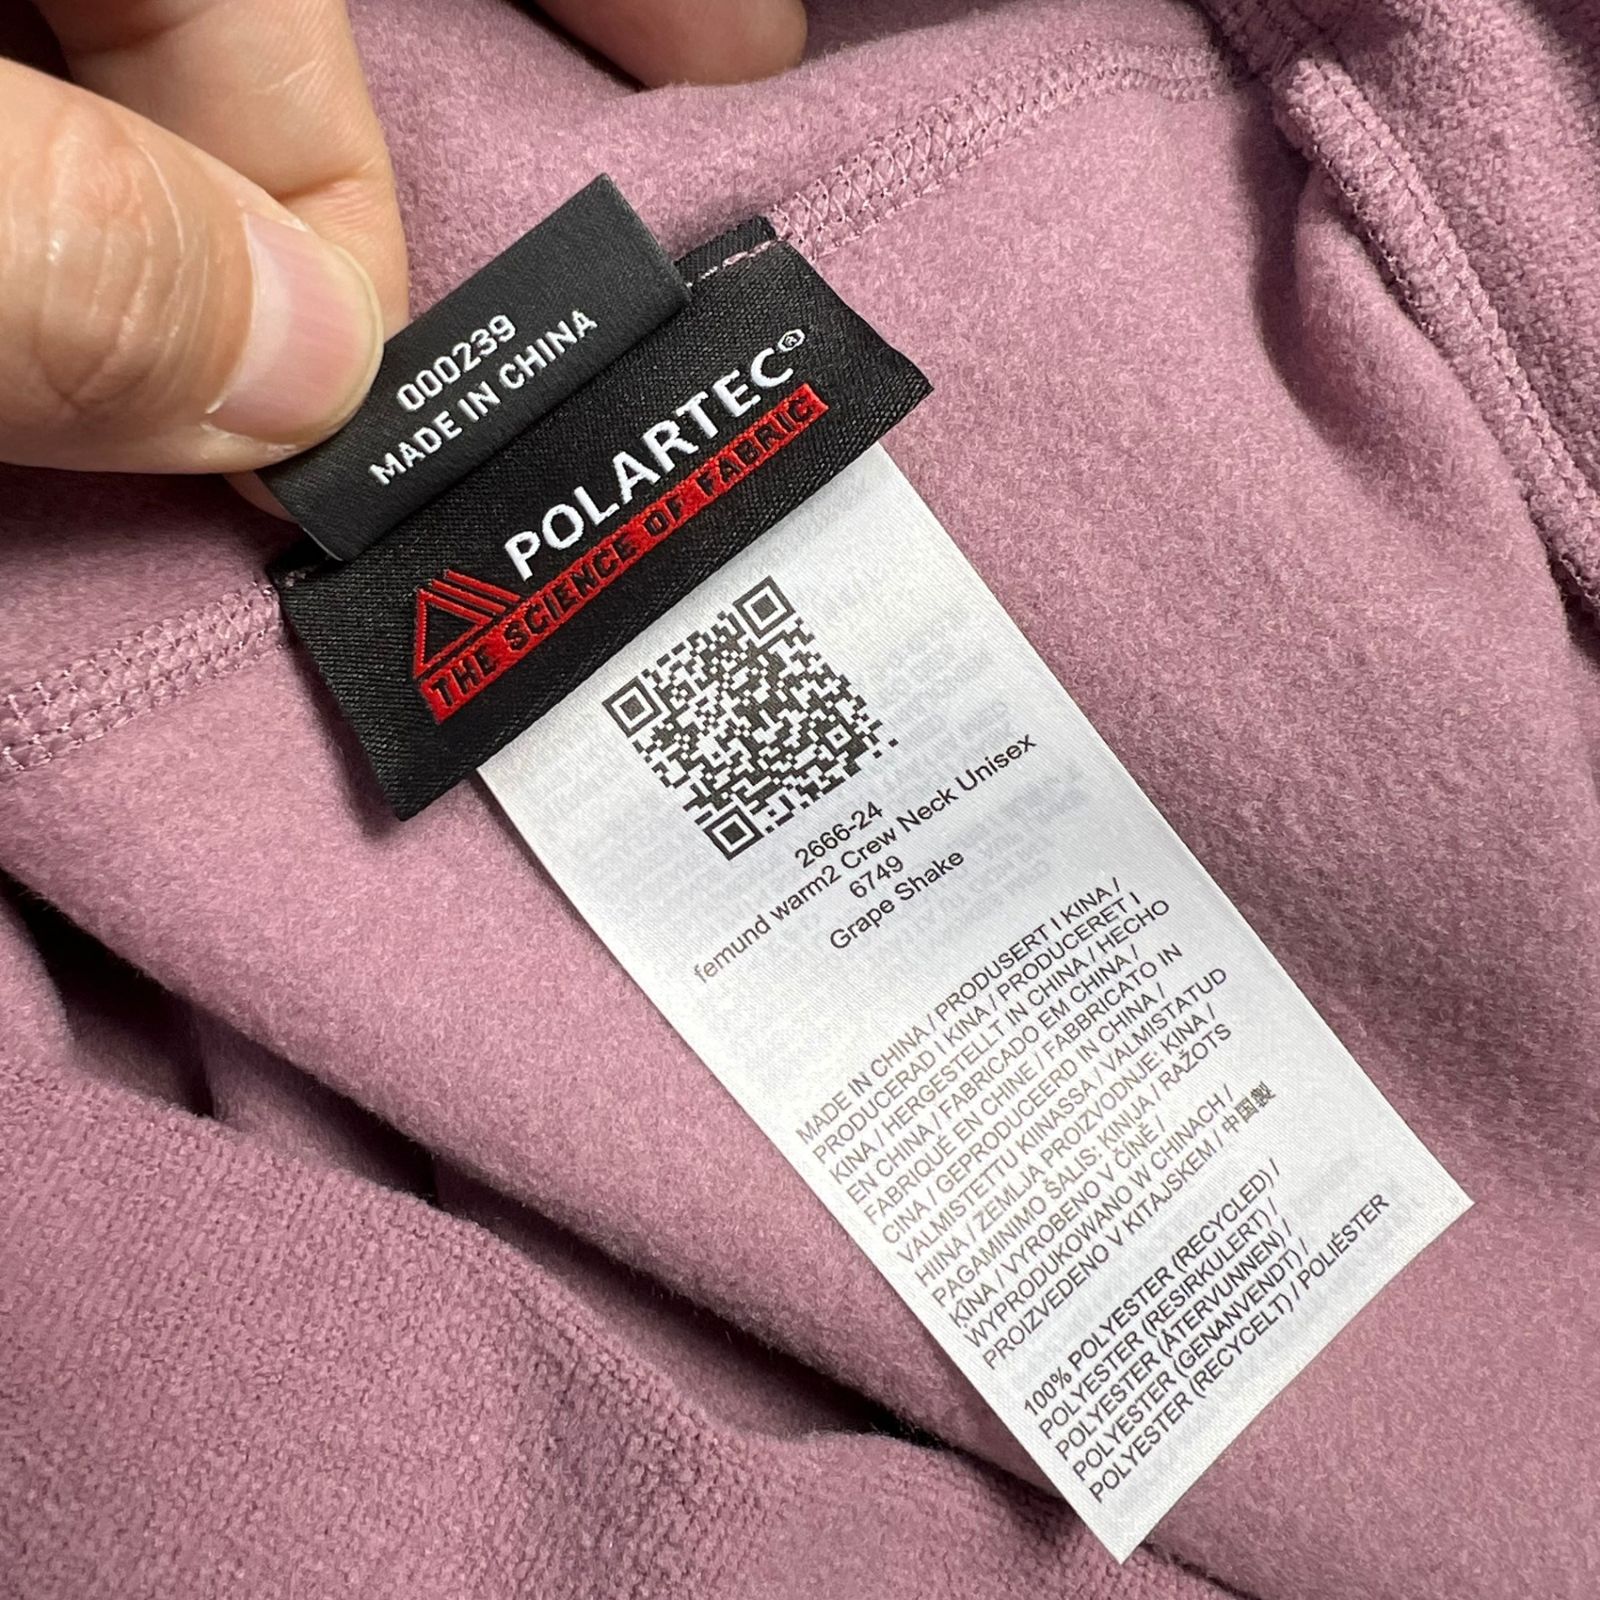 000239
MADE IN CHINA
POLARTEC®
THE SCIENCE OF FABRIC
2666-24
femund warm2 Crew Neck Unisex
6749
Grape Shake
MADE IN CHINA / PRODUSERT I KINA /
PRODUCERAD I KINA / PRODUCERET I
KINA / HERGESTELLT IN CHINA / HECHO
EN CHINA / FABRICADO EM CHINA /
FABRIQUÉ EN CHINE / FABBRICATO IN
CINA / GEPRODUCEERD IN CHINA /
VALMISTETTU KIINASSA / VALMISTATUD
HIINA / ZEMLJA PROIZVODNJE: KINA /
PAGAMINIMO ŠALIS: KINIJA / RAŽOTS
ĶĪNA / VYROBENO V ČÍNĚ /
WYPRODUKOWANO W CHINACH /
PROIZVEDENO V KITAJSKEM / 中国製
100% POLYESTER (RECYCLED) /
POLYESTER (RESIRKULERT) /
POLYESTER (ÅTERVUNNEN) /
POLYESTER (GENANVENDT) /
POLYESTER (RECYCELT) / POLIÉSTER